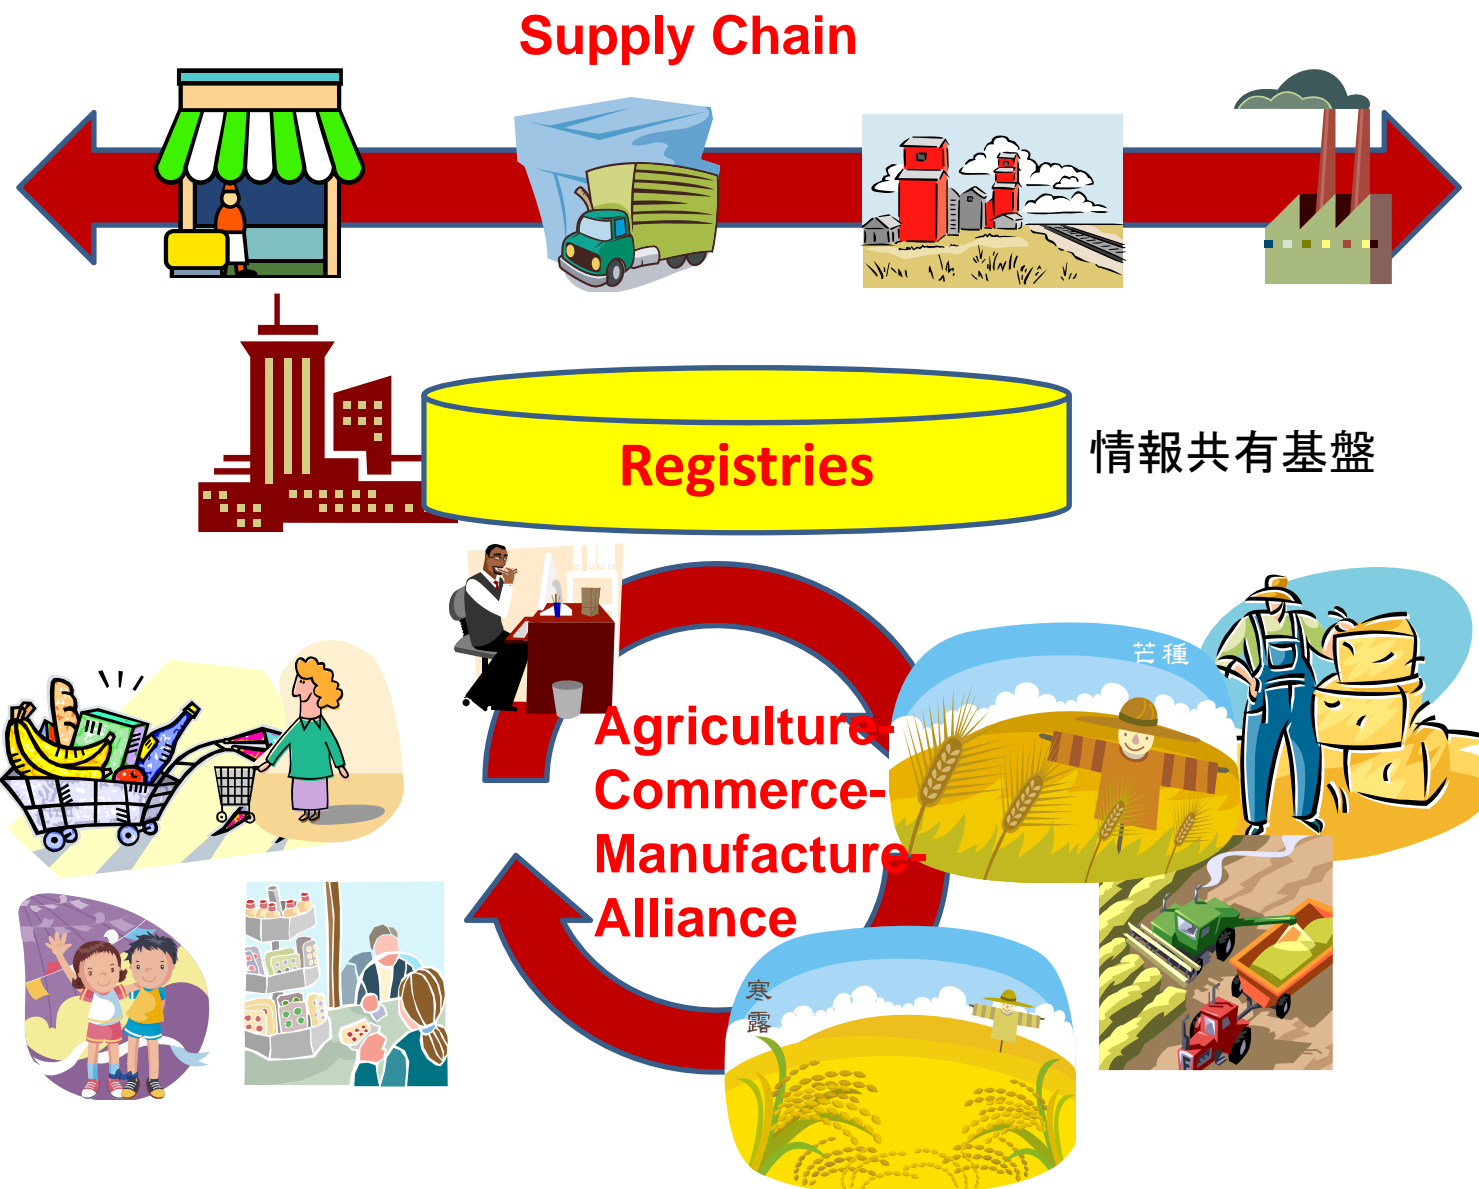 Supply Chain
Registries
情報共有基盤
芒種
Agriculture-
Commerce-
Manufacture-
Alliance
寒
露